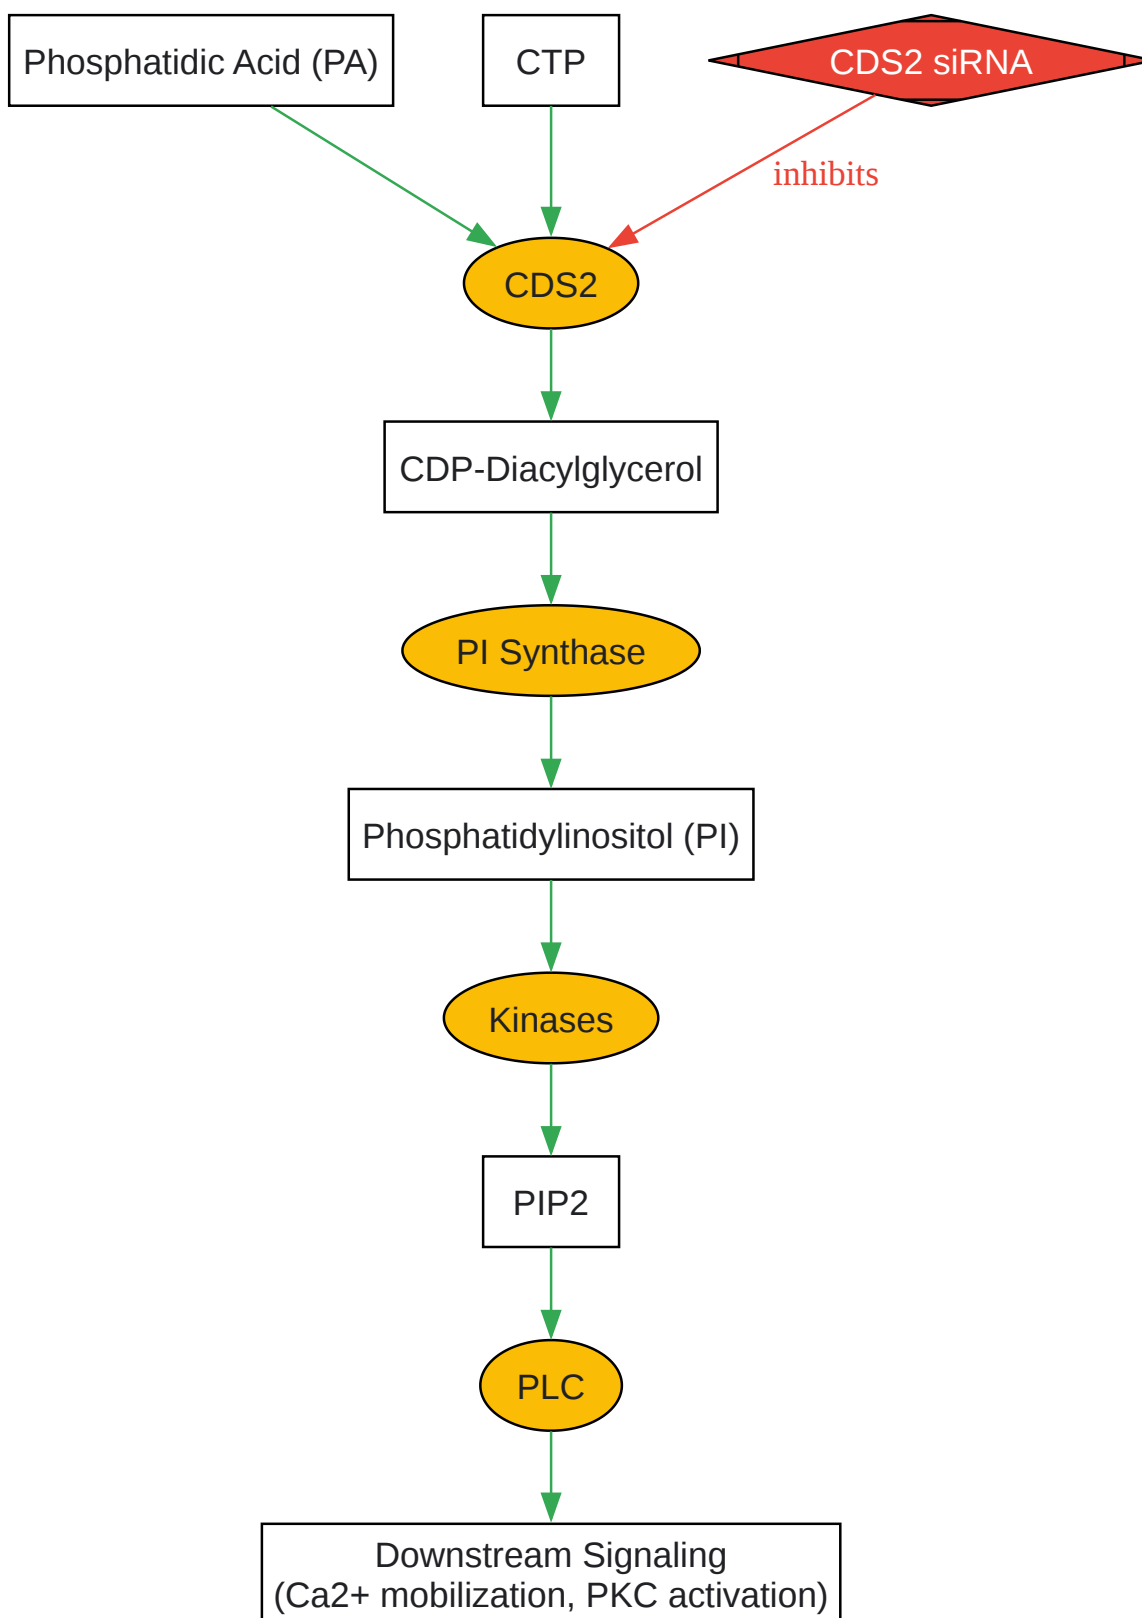 Phosphatidic Acid (PA)
CTP
CDS2 siRNA
inhibits
CDS2
CDP-Diacylglycerol
PI Synthase
Phosphatidylinositol (PI)
Kinases
PIP2
PLC
Downstream Signaling
(Ca2+ mobilization, PKC activation)